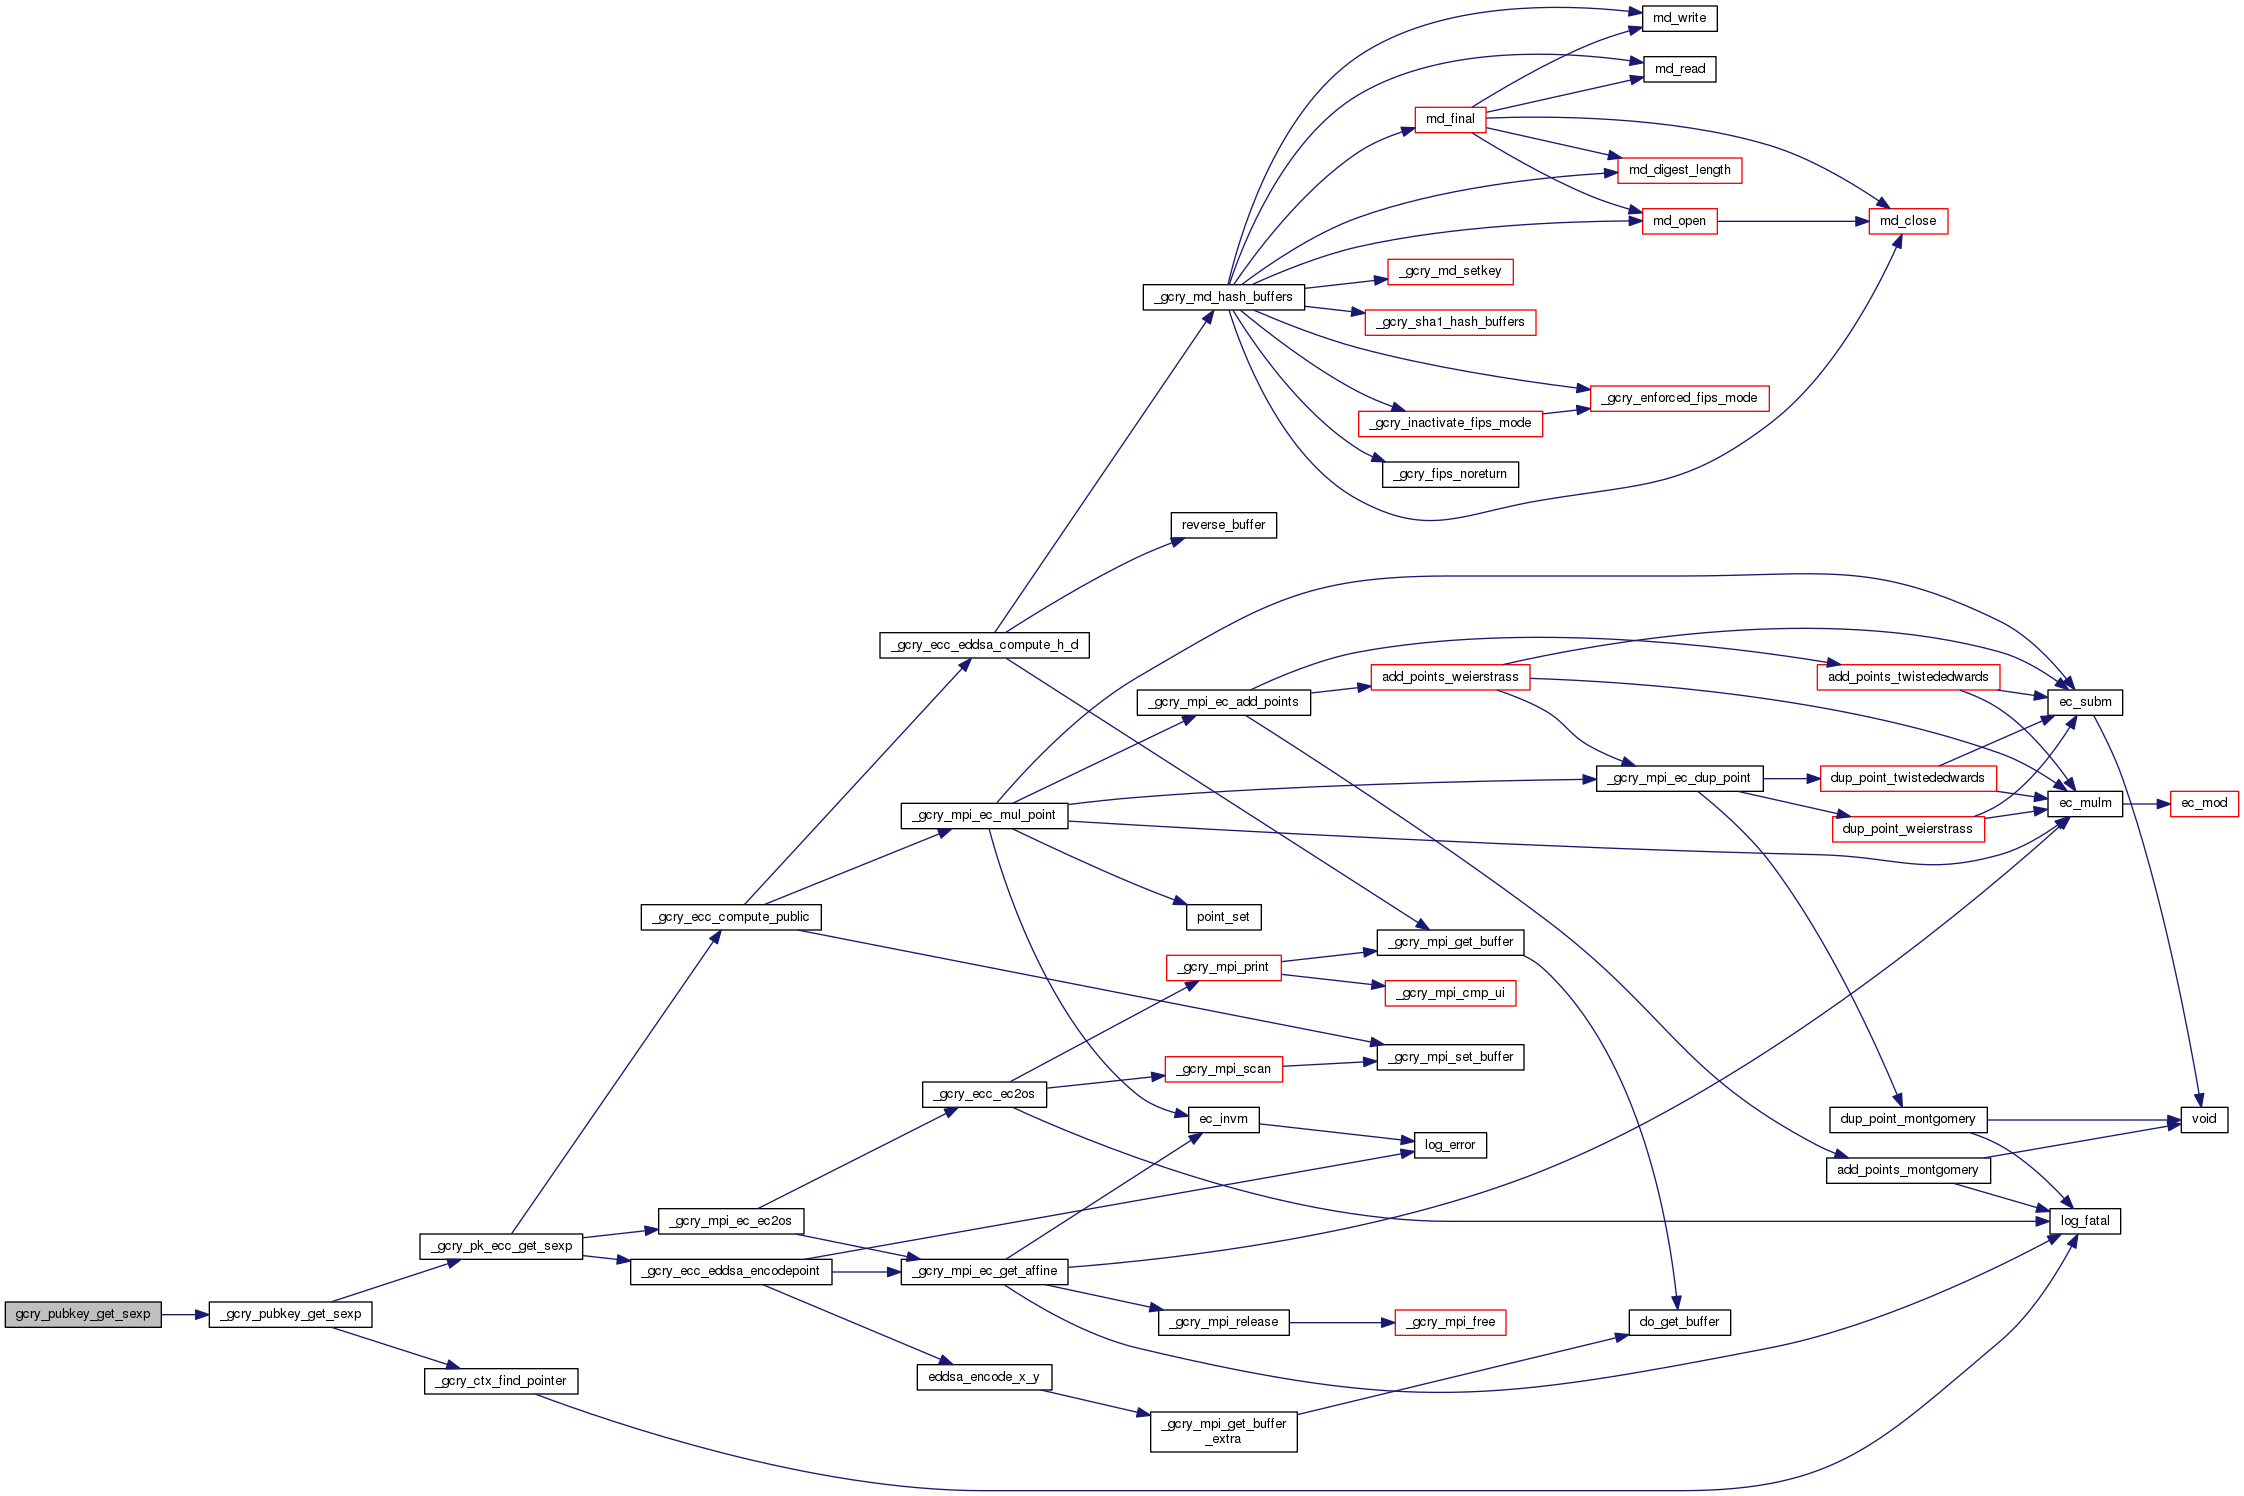 md_write
md_read
md_final
md_digest_length
md_open
md_close
_gcry_md_setkey
_gcry_md_hash_buffers
_gcry_sha1_hash_buffers
_gcry_enforced_fips_mode
_gcry_inactivate_fips_mode
_gcry_fips_noreturn
reverse_buffer
_gcry_ecc_eddsa_compute_h_d
add_points_weierstrass
add_points_twistededwards
_gcry_mpi_ec_add_points
ec_subm
_gcry_mpi_ec_dup_point
dup_point_twistededwards
ec_mulm
ec_mod
_gcry_mpi_ec_mul_point
dup_point_weierstrass
_gcry_ecc_compute_public
point_set
_gcry_mpi_get_buffer
_gcry_mpi_print
_gcry_mpi_cmp_ui
_gcry_mpi_set_buffer
_gcry_mpi_scan
_gcry_ecc_ec2os
ec_invm
dup_point_montgomery
void
log_error
add_points_montgomery
_gcry_mpi_ec_ec2os
log_fatal
_gcry_pk_ecc_get_sexp
_gcry_ecc_eddsa_encodepoint
_gcry_mpi_ec_get_affine
gcry_pubkey_get_sexp
_gcry_pubkey_get_sexp
_gcry_mpi_release
_gcry_mpi_free
do_get_buffer
_gcry_ctx_find_pointer
eddsa_encode_x_y
_gcry_mpi_get_buffer
_extra